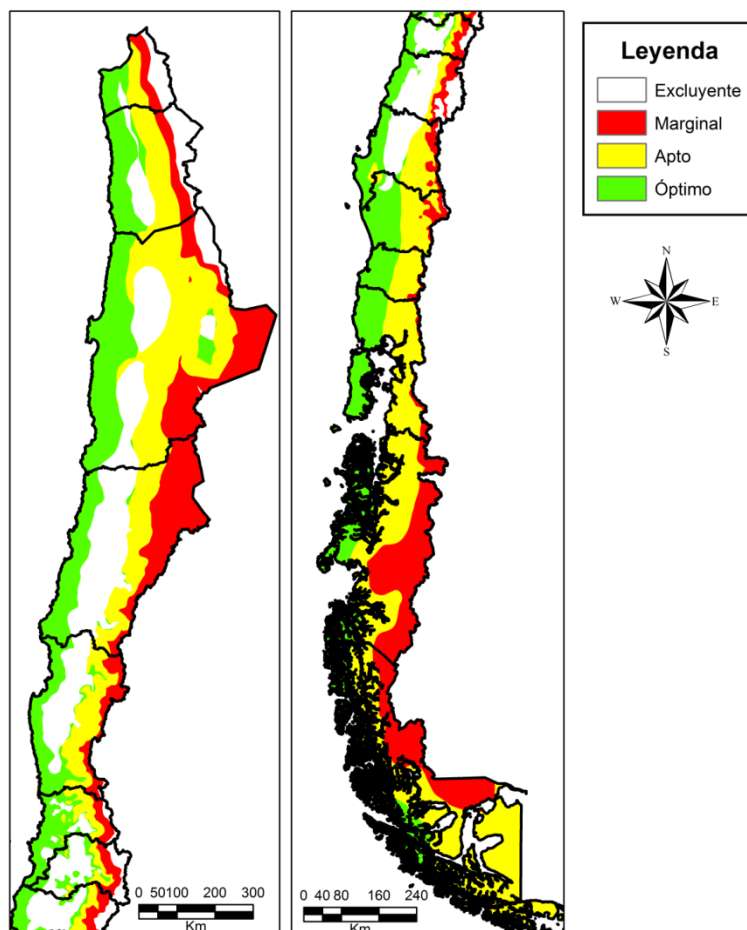 Leyenda
Excluyente
Marginal
Apto
Óptimo
N
W E
S
0 50100 200 300
Km
0 40 80 160 240
Km